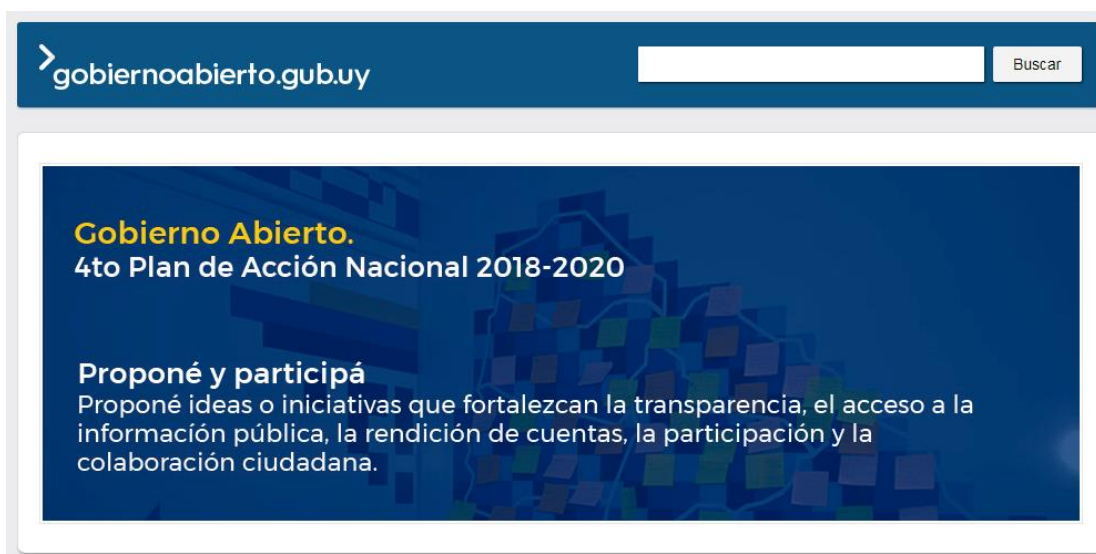 gobiernoabierto.gub.uy
Buscar
Gobierno Abierto.
4to Plan de Acción Nacional 2018-2020
Proponé y participá
Proponé ideas o iniciativas que fortalezcan la transparencia, el acceso a la
informacíón pública, la rendición de cuentas, la participación y la
colaboración ciudadana.